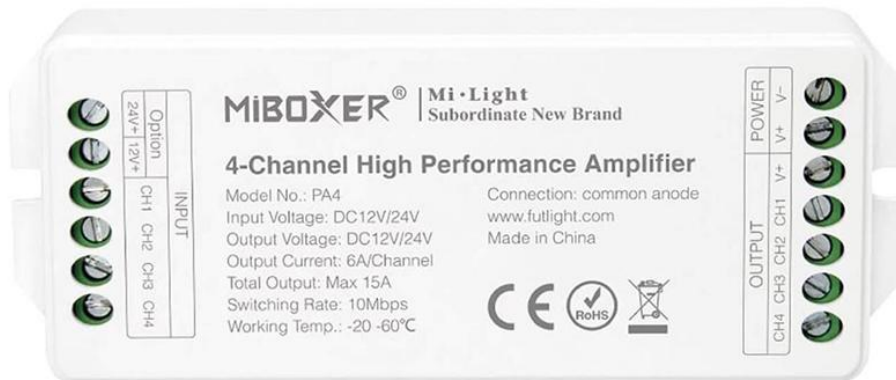 24V+ 12V+ CH1 CH2 CH3 CH4
Option
INPUT
MiBOXER® | Mi·Light
Subordinate New Brand
4-Channel High Performance Amplifier
Model No.: PA4
Input Voltage: DC12V/24V
Output Voltage: DC12V/24V
Output Current: 6A/Channel
Total Output: Max 15A
Switching Rate: 10Mbps
Working Temp.: -20 -60℃
Connection: common anode
www.futlight.com
Made in China
CE
RoHS
POWER
OUTPUT
V- V+ V+ CH1 CH2 CH3 CH4